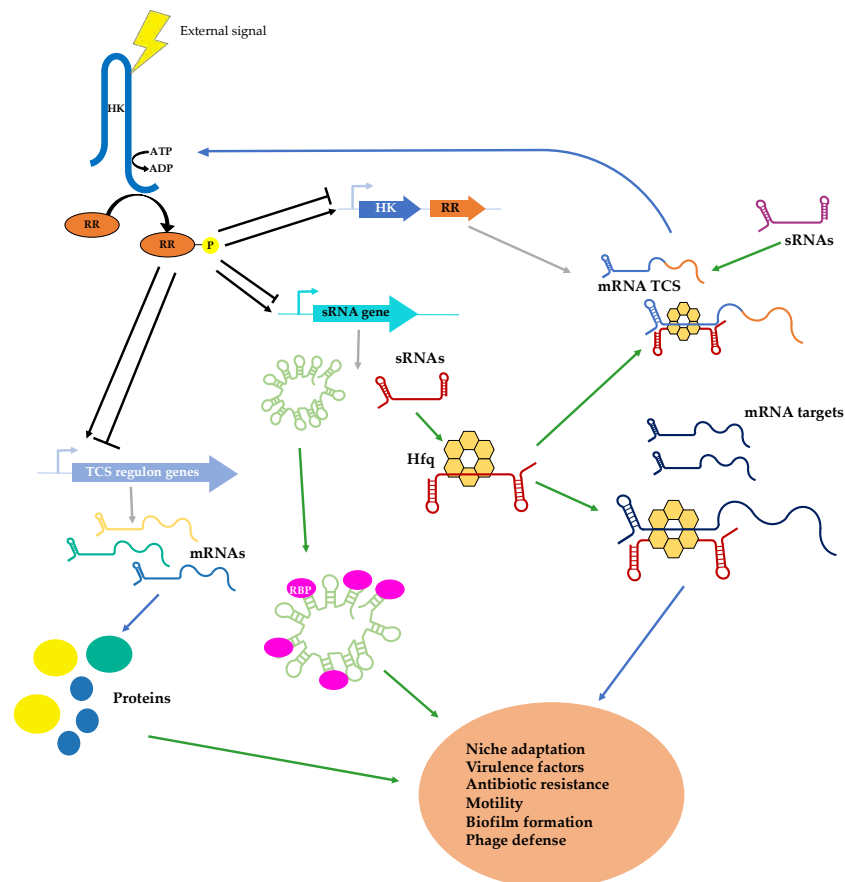 External signal
HK
ATP
ADP
RR
RR
P
HK
RR
sRNAs
mRNA TCS
sRNA gene
sRNAs
mRNA targets
Hfq
TCS regulon genes
mRNAs
RBP
Proteins
Niche adaptation
Virulence factors
Antibiotic resistance
Motility
Biofilm formation
Phage defense